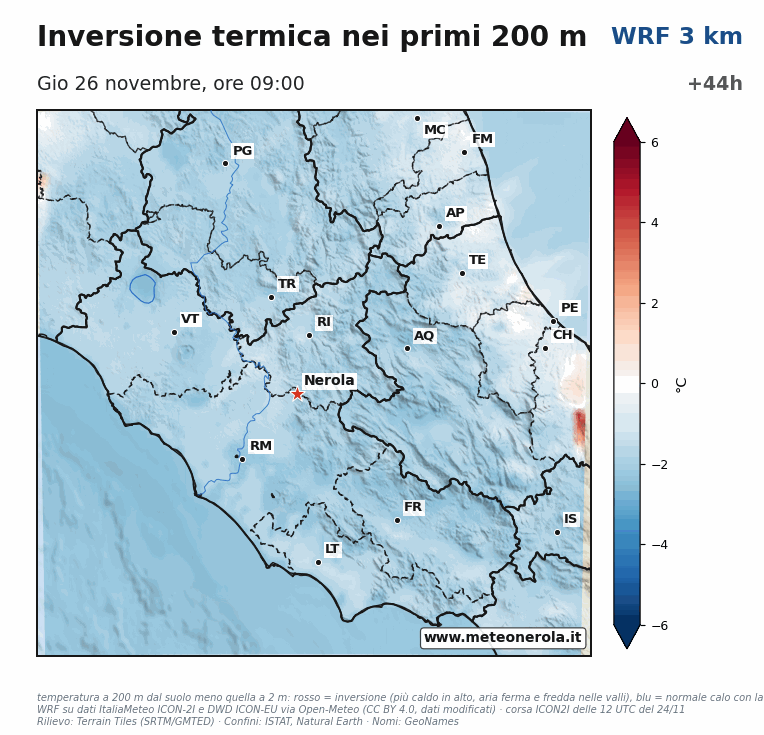 Inversione termica nei primi 200 m WRF 3 km
Gio 26 novembre, ore 09:00 +44h
MC
FM
PG
AP
TE
TR
PE
VT
RI
AQ
CH
Nerola
RM
FR
IS
LT
www.meteonerola.it
6
4
2
0
−2
−4
−6
°C
temperatura a 200 m dal suolo meno quella a 2 m: rosso = inversione (più caldo in alto, aria ferma e fredda nelle valli), blu = normale calo con la
WRF su dati ItaliaMeteo ICON-2I e DWD ICON-EU via Open-Meteo (CC BY 4.0, dati modificati) · corsa ICON2I delle 12 UTC del 24/11
Rilievo: Terrain Tiles (SRTM/GMTED) · Confini: ISTAT, Natural Earth · Nomi: GeoNames